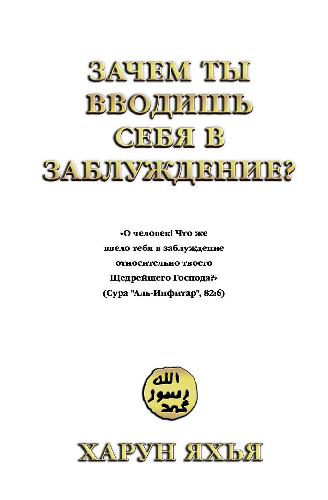 ЗАЧЕМ ТЫ
ВВОДИШЬ
СЕБЯ В
ЗАБЛУЖДЕНИЕ?
«О человек! Что же
ввело тебя в заблуждение
относительно твоего
Щедрейшего Господа?»
(Сура "Аль-Инфитар", 82:6)
الله
رسور
محمد
ХАРУН ЯХЬЯ